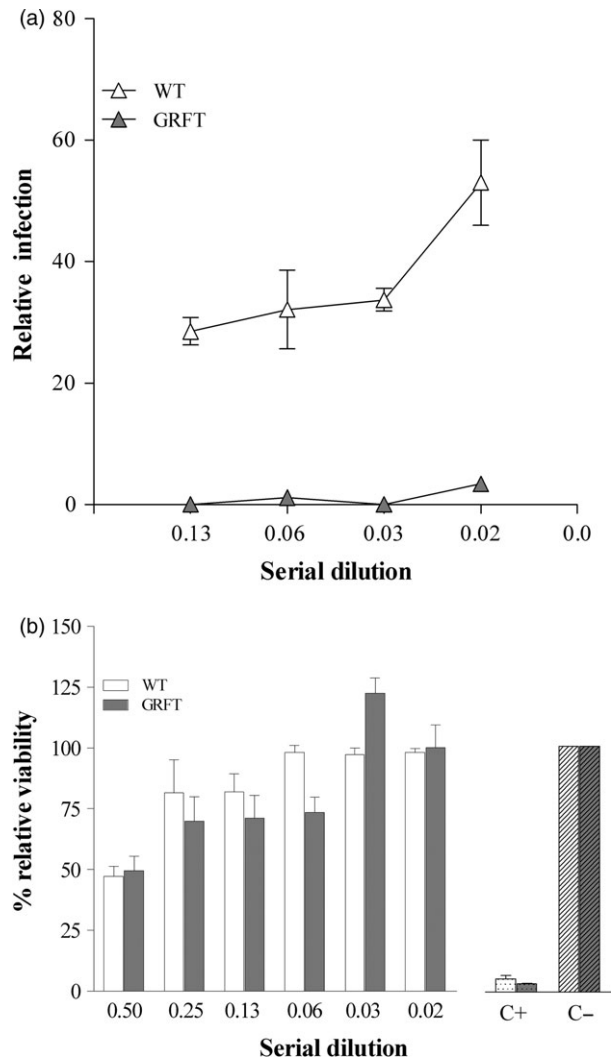 (a)
80
60
40
20
0
Relative infection
WT
GRFT
0.13 0.06 0.03 0.02 0.0
Serial dilution
(b)
150
125
100
75
50
25
0
% relative viability
WT
GRFT
0.50 0.25 0.13 0.06 0.03 0.02 C+ C−
Serial dilution